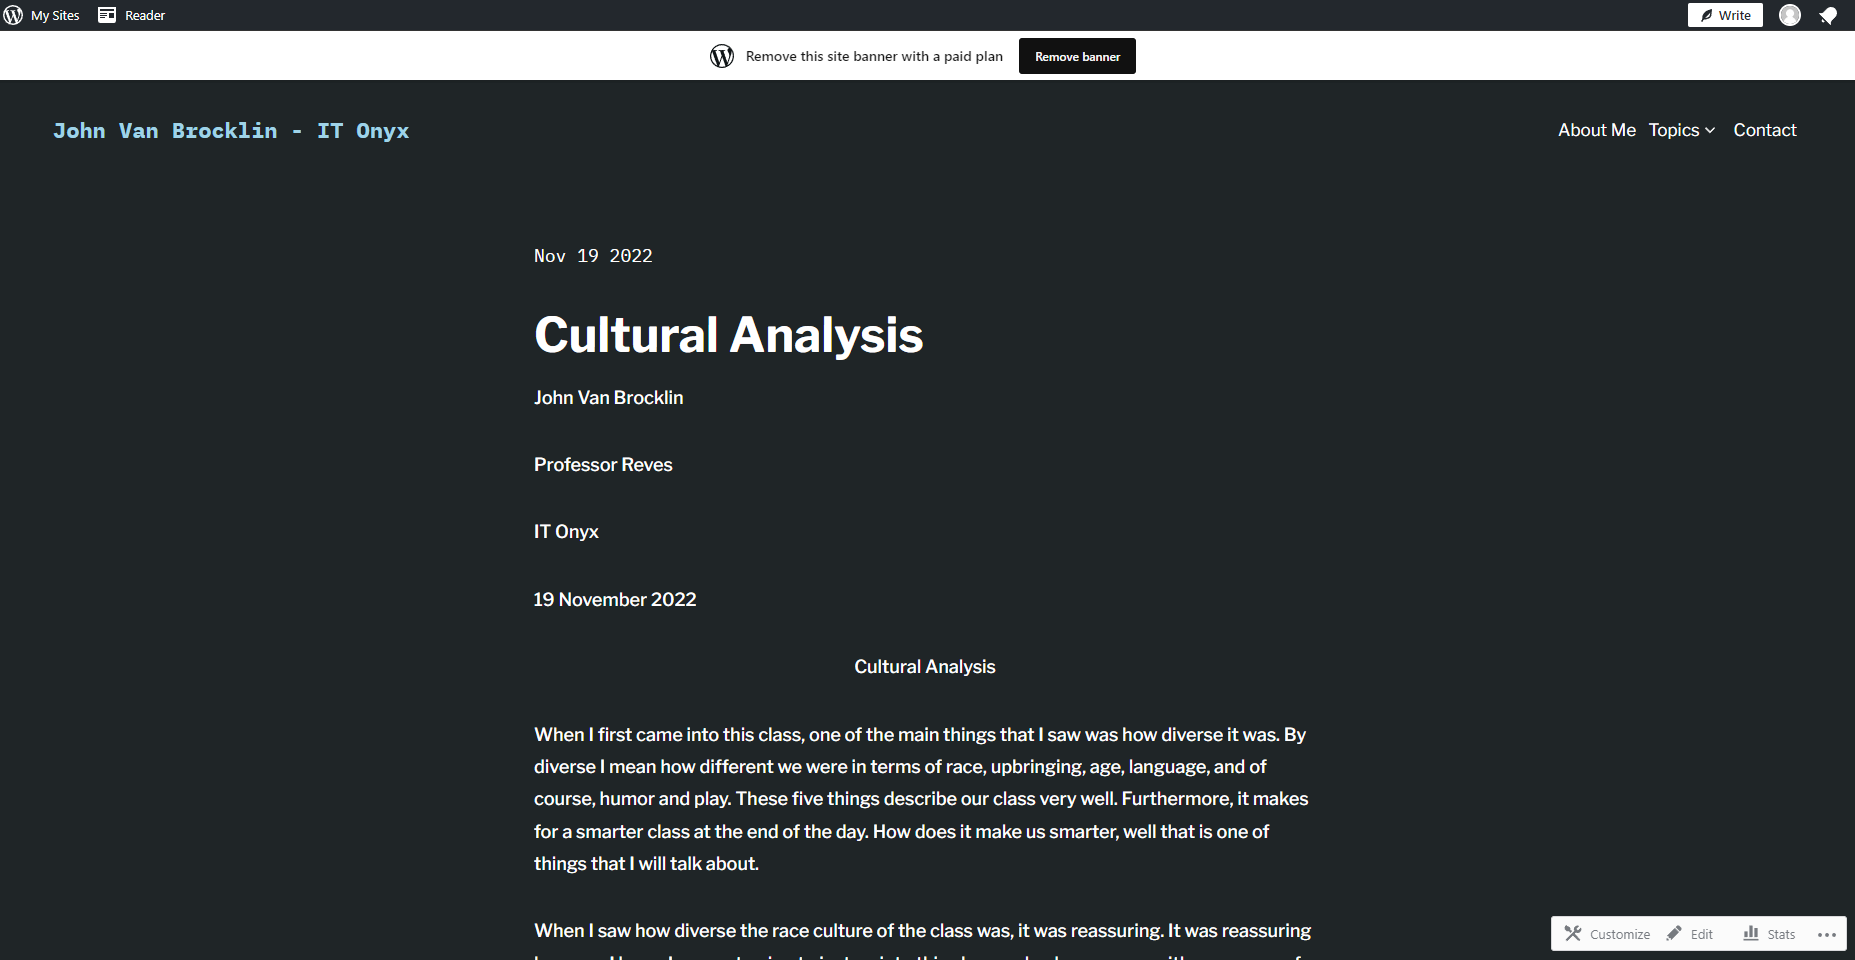 My Sites Reader Write
Remove this site banner with a paid plan Remove banner
John Van Brocklin - IT Onyx About Me Topics Contact
Nov 19 2022
Cultural Analysis
John Van Brocklin
Professor Reves
IT Onyx
19 November 2022
Cultural Analysis
When I first came into this class, one of the main things that I saw was how diverse it was. By
diverse I mean how different we were in terms of race, upbringing, age, language, and of
course, humor and play. These five things describe our class very well. Furthermore, it makes
for a smarter class at the end of the day. How does it make us smarter, well that is one of
things that I will talk about.
When I saw how diverse the race culture of the class was, it was reassuring. It was reassuring
Customize Edit Stats